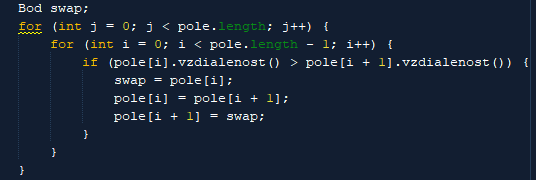 Bod swap;
for (int j = 0; j < pole.length; j++) {
    for (int i = 0; i < pole.length - 1; i++) {
        if (pole[i].vzdialenost() > pole[i + 1].vzdialenost()) {
            swap = pole[i];
            pole[i] = pole[i + 1];
            pole[i + 1] = swap;
        }
    }
}